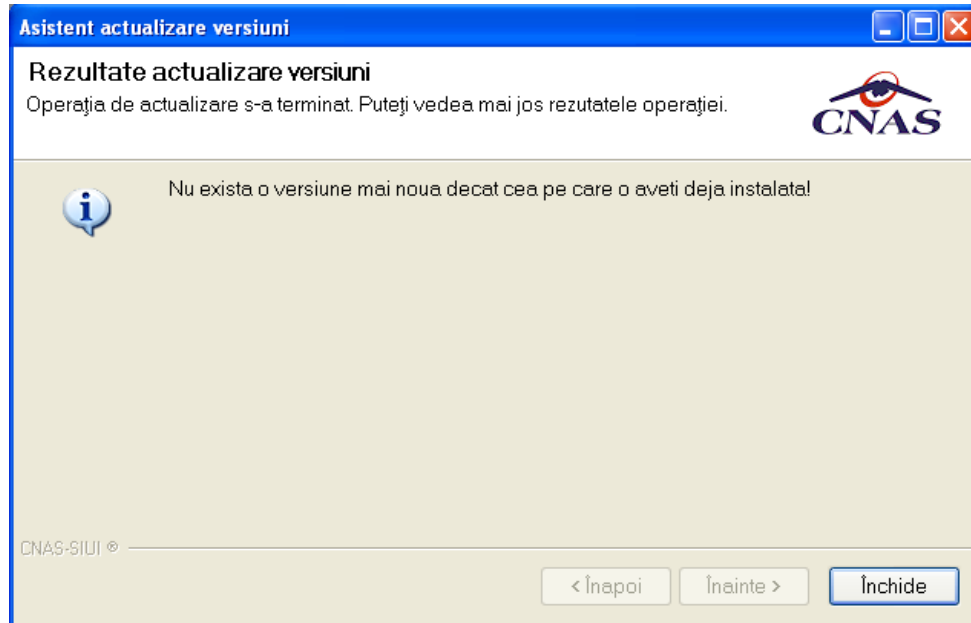 Asistent actualizare versiuni
Rezultate actualizare versiuni
Operaţia de actualizare s-a terminat. Puteţi vedea mai jos rezutatele operaţiei.
CNAS
Nu exista o versiune mai noua decat cea pe care o aveti deja instalata!
CNAS-SIUI ®
< Înapoi
Înainte >
Închide